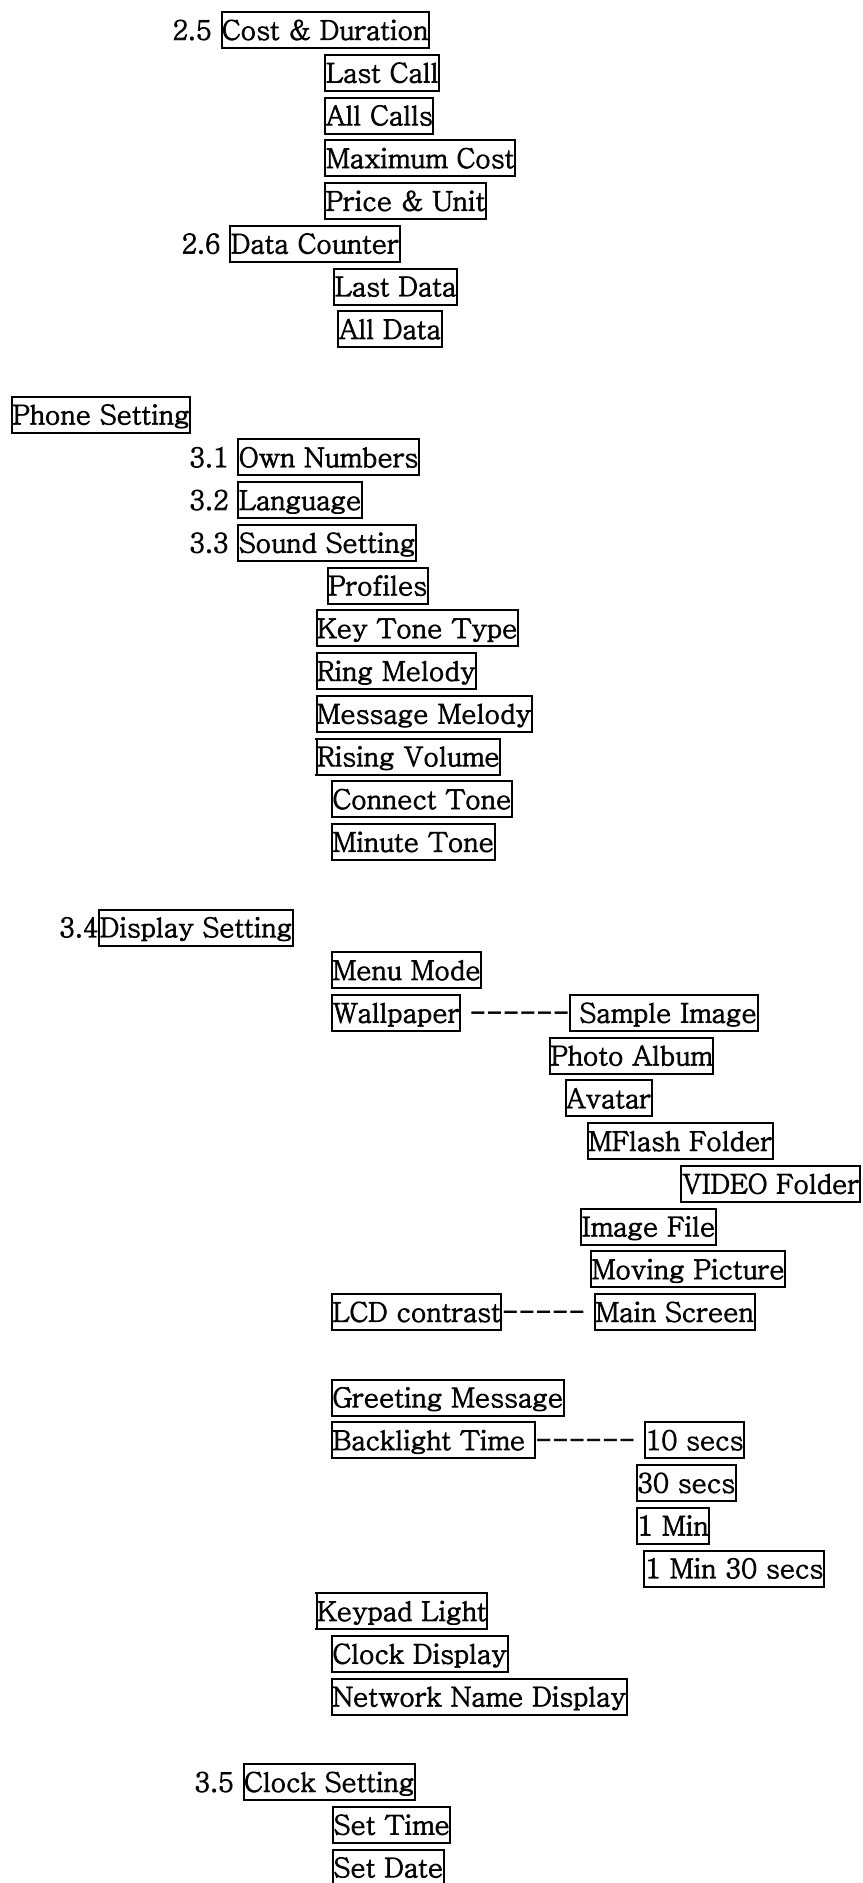 2.5 Cost & Duration
Last Call
All Calls
Maximum Cost
Price & Unit
2.6 Data Counter
Last Data
All Data
Phone Setting
3.1 Own Numbers
3.2 Language
3.3 Sound Setting
Profiles
Key Tone Type
Ring Melody
Message Melody
Rising Volume
Connect Tone
Minute Tone
3.4Display Setting
Menu Mode
Wallpaper ------ Sample Image
Photo Album
Avatar
MFlash Folder
VIDEO Folder
Image File
Moving Picture
LCD contrast----- Main Screen
Greeting Message
Backlight Time ------ 10 secs
30 secs
1 Min
1 Min 30 secs
Keypad Light
Clock Display
Network Name Display
3.5 Clock Setting
Set Time
Set Date